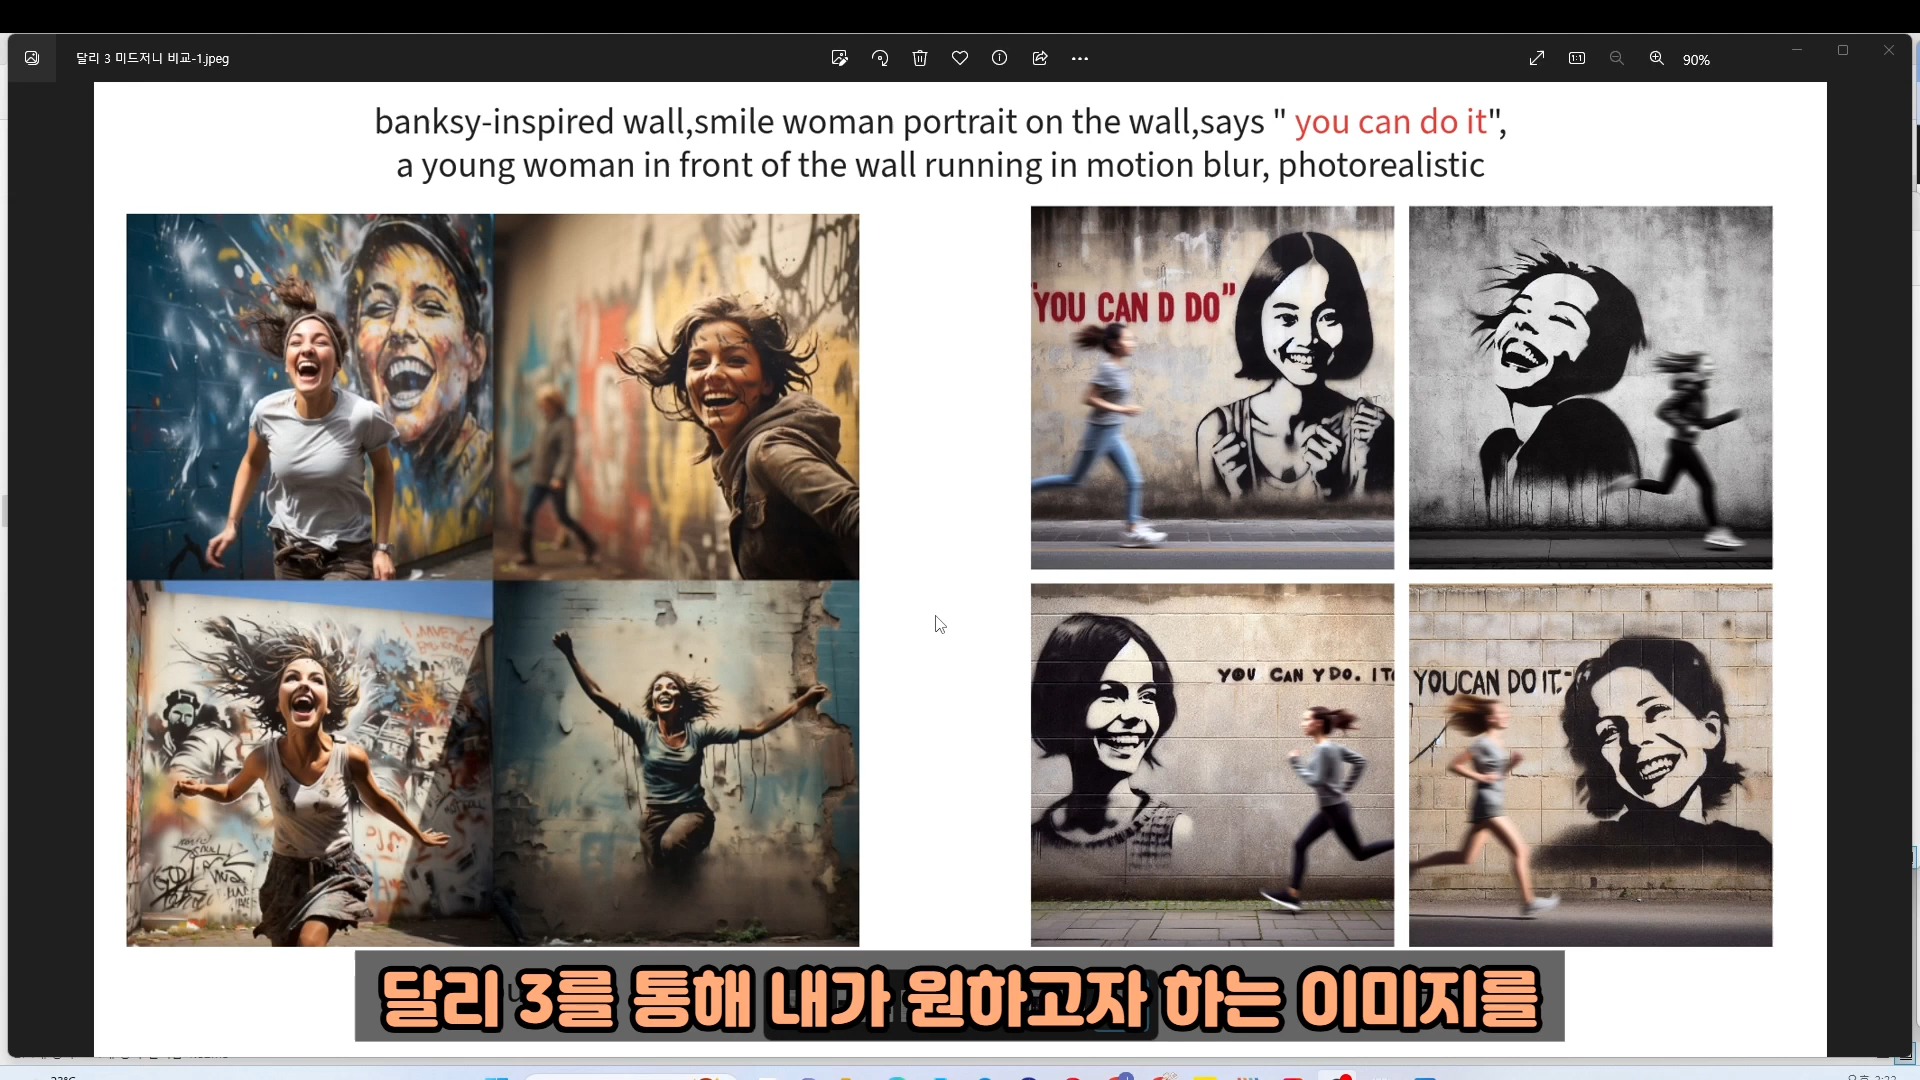 달리 3 미드저니 비교-1.jpeg
90%
banksy-inspired wall,smile woman portrait on the wall,says " you can do it",
a young woman in front of the wall running in motion blur, photorealistic
"YOU CAN D DO"
YOU CAN Y DO. IT
YOUCAN DO IT.
달리 3를 통해 내가 원하고자 하는 이미지를